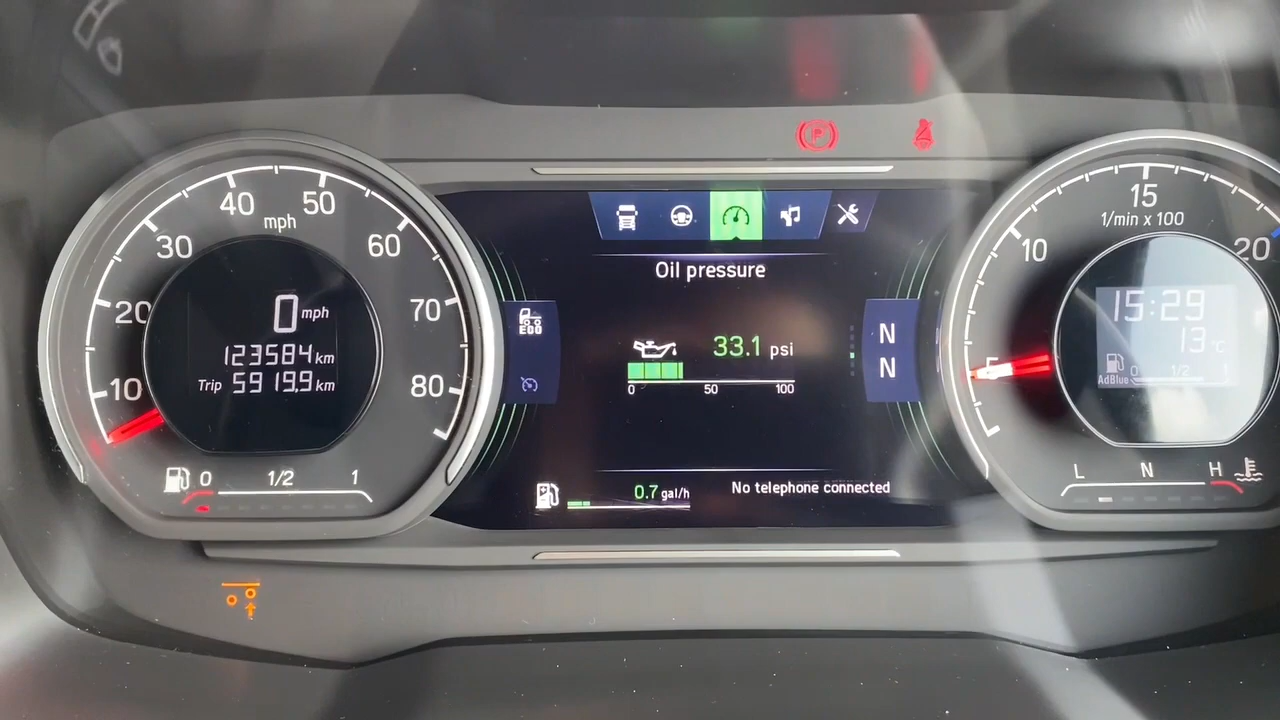 P
40
50
15
mph
1/min x 100
30
60
10
20
Oil pressure
20
70
0 mph
15:29
N
33.1 psi
13 °C
123584 km
EGO
N
5
AdBlue 0 1/2 1
Trip 5919.9 km
10
80
0 50 100
0 1/2 1
L N H
0.7 gal/h
No telephone connected